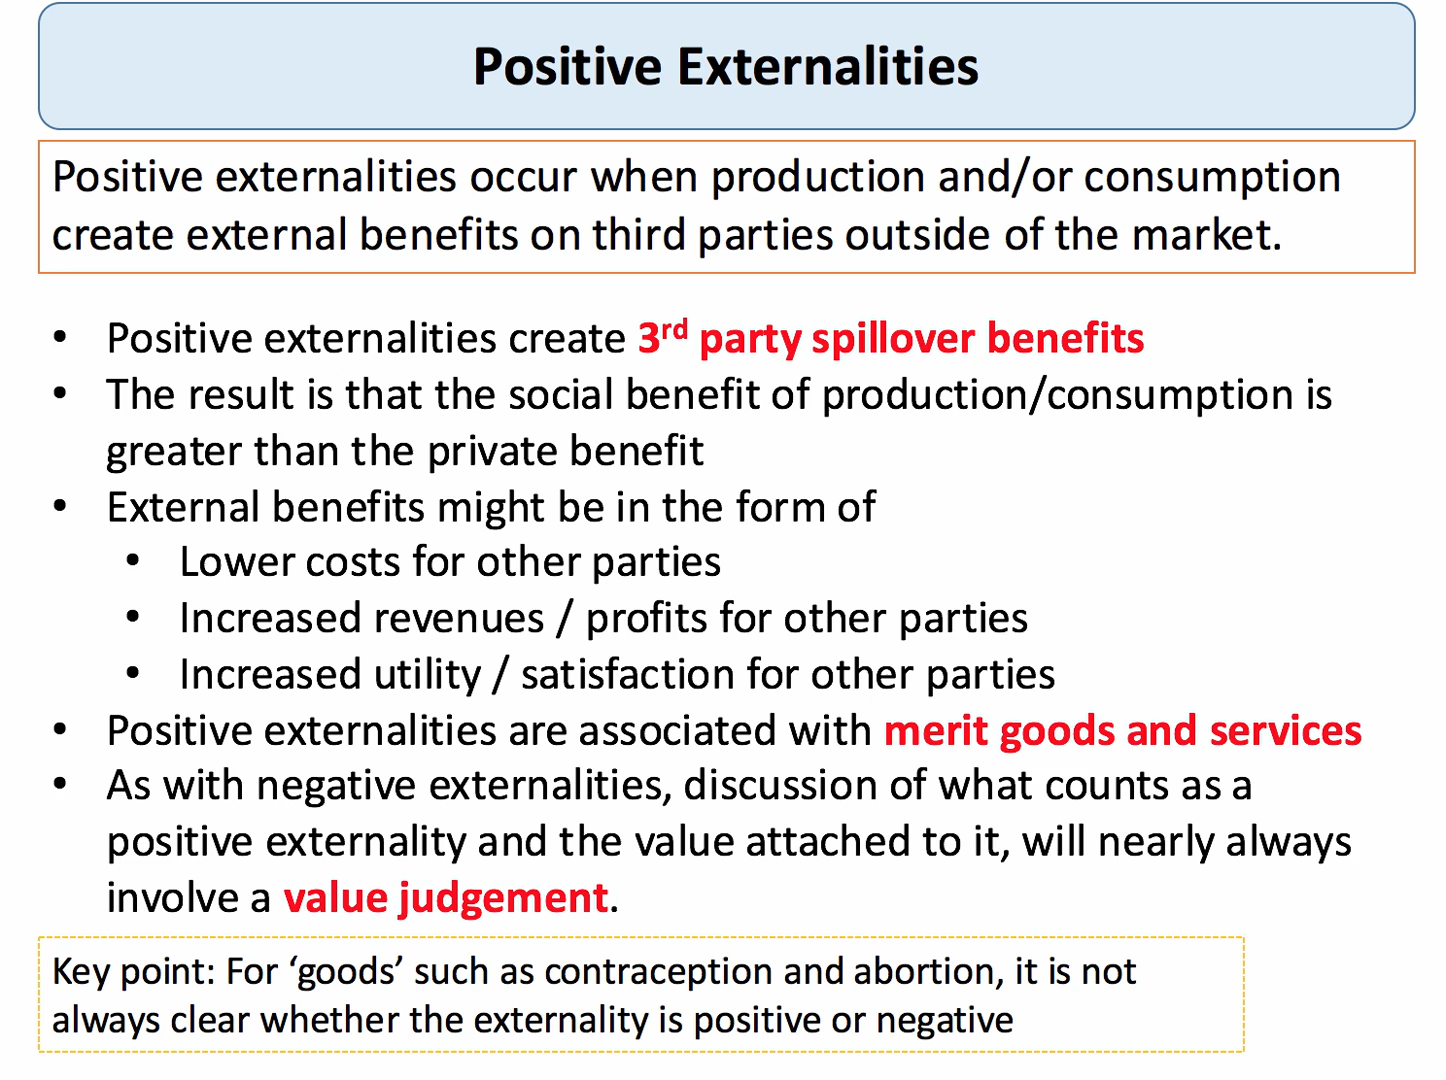 Positive Externalities
Positive externalities occur when production and/or consumption
create external benefits on third parties outside of the market.
• Positive externalities create 3rd party spillover benefits
• The result is that the social benefit of production/consumption is
greater than the private benefit
• External benefits might be in the form of
• Lower costs for other parties
• Increased revenues / profits for other parties
• Increased utility / satisfaction for other parties
• Positive externalities are associated with merit goods and services
• As with negative externalities, discussion of what counts as a
positive externality and the value attached to it, will nearly always
involve a value judgement.
Key point: For ‘goods’ such as contraception and abortion, it is not
always clear whether the externality is positive or negative